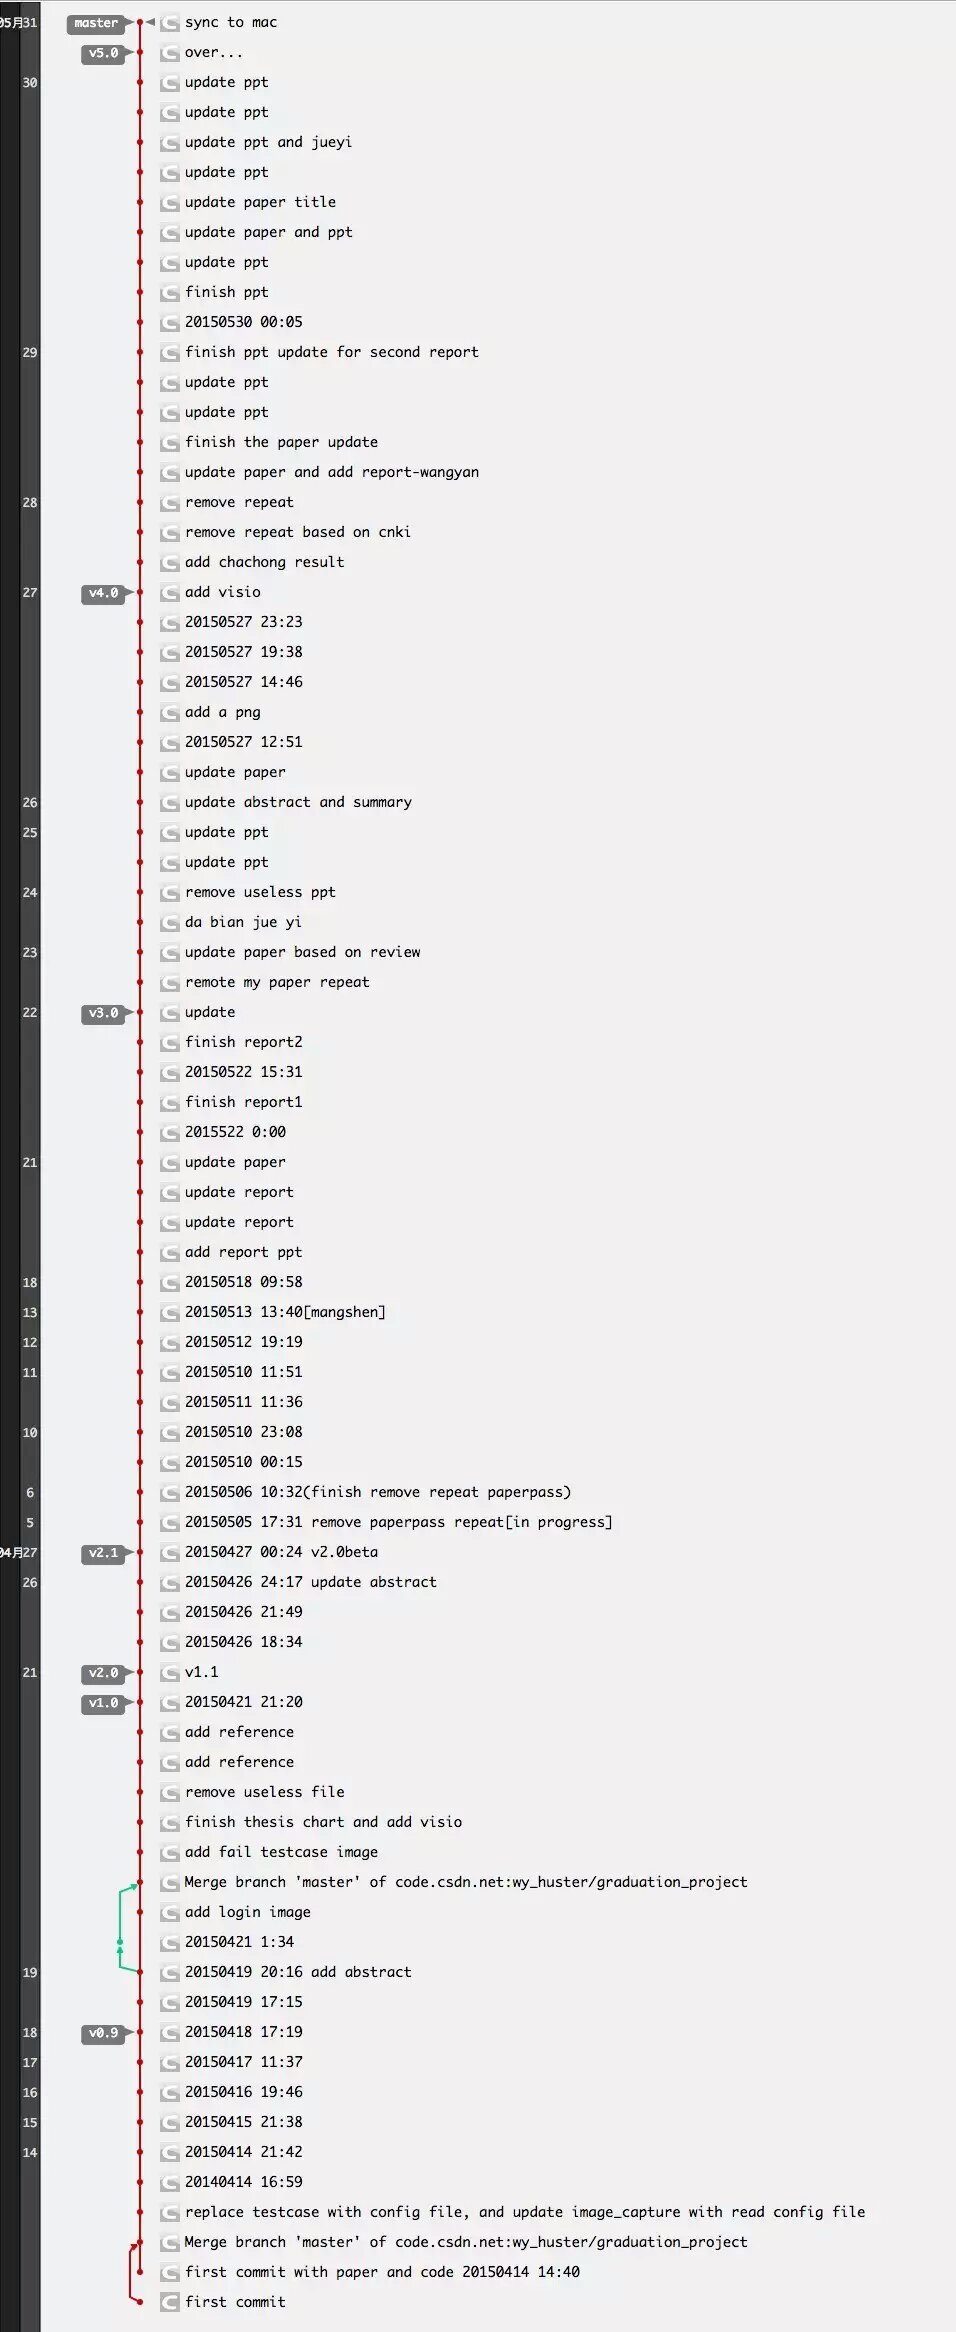 05月31 master sync to mac
v5.0 over...
30 update ppt
update ppt
update ppt and jueyi
update ppt
update paper title
update paper and ppt
update ppt
finish ppt
20150530 00:05
29 finish ppt update for second report
update ppt
update ppt
finish the paper update
update paper and add report-wangyan
28 remove repeat
remove repeat based on cnki
add chachong result
27 v4.0 add visio
20150527 23:23
20150527 19:38
20150527 14:46
add a png
20150527 12:51
update paper
26 update abstract and summary
25 update ppt
update ppt
24 remove useless ppt
da bian jue yi
23 update paper based on review
remote my paper repeat
22 v3.0 update
finish report2
20150522 15:31
finish report1
2015522 0:00
21 update paper
update report
update report
add report ppt
18 20150518 09:58
13 20150513 13:40[mangshen]
12 20150512 19:19
11 20150510 11:51
20150511 11:36
10 20150510 23:08
20150510 00:15
6 20150506 10:32(finish remove repeat paperpass)
5 20150505 17:31 remove paperpass repeat[in progress]
04月27 v2.1 20150427 00:24 v2.0beta
26 20150426 24:17 update abstract
20150426 21:49
20150426 18:34
21 v2.0 v1.1
v1.0 20150421 21:20
add reference
add reference
remove useless file
finish thesis chart and add visio
add fail testcase image
Merge branch 'master' of code.csdn.net:wy_huster/graduation_project
add login image
20150421 1:34
19 20150419 20:16 add abstract
20150419 17:15
18 v0.9 20150418 17:19
17 20150417 11:37
16 20150416 19:46
15 20150415 21:38
14 20150414 21:42
20140414 16:59
replace testcase with config file, and update image_capture with read config file
Merge branch 'master' of code.csdn.net:wy_huster/graduation_project
first commit with paper and code 20150414 14:40
first commit